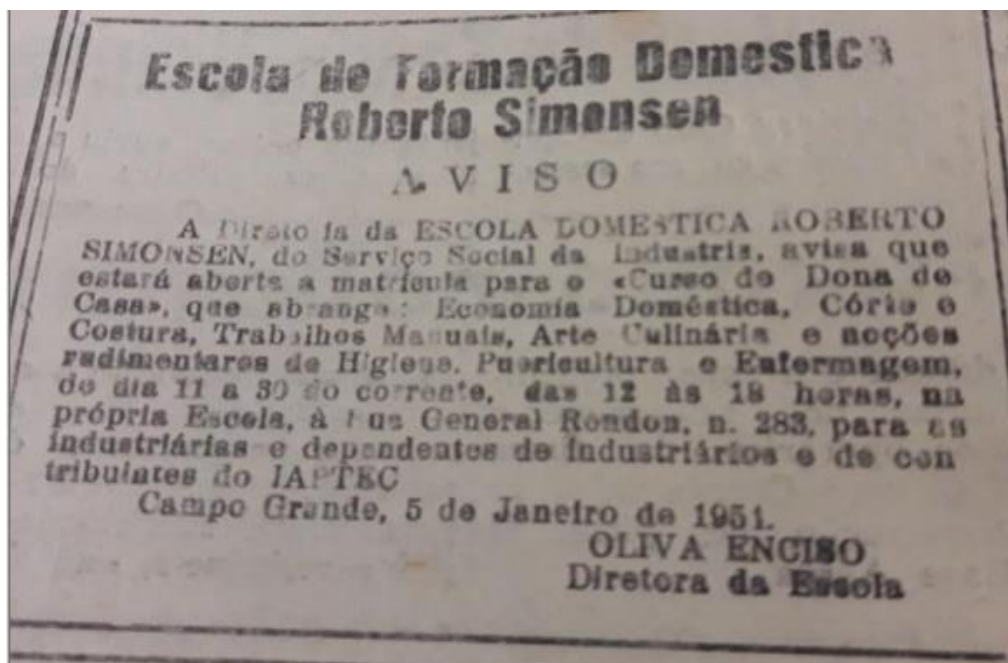 Escola de Formação Domestica
Roberto Simonsen
AVISO
A Diretoria da ESCOLA DOMESTICA ROBERTO
SIMONSEN, do Serviço Social da Industria, avisa que
estará aberta a matrícula para o «Curso de Dona de
Casa», que abrange: Economia Doméstica, Córte e
Costura, Trabalhos Manuais, Arte Culinária e noções
rudimentares de Higiene, Puericultura e Enfermagem,
do dia 11 a 30 do corrente, das 12 às 18 horas, na
própria Escola, à Rua General Rondon, n. 283, para as
industriárias e dependentes de industriários e de con
tribuintes do IAPTEC
Campo Grande, 5 de Janeiro de 1951.
OLIVA ENCISO
Diretora da Escola